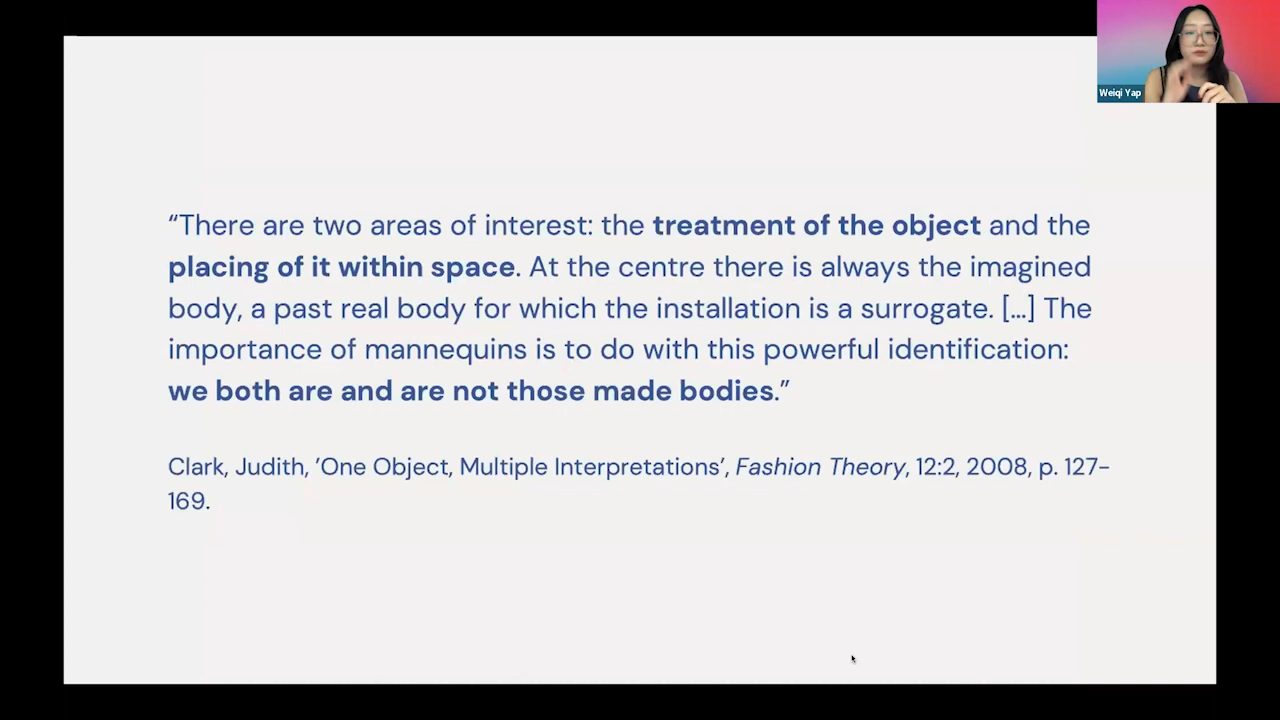 Weiqi Yap
“There are two areas of interest: the treatment of the object and the
placing of it within space. At the centre there is always the imagined
body, a past real body for which the installation is a surrogate. [...] The
importance of mannequins is to do with this powerful identification:
we both are and are not those made bodies.”
Clark, Judith, ’One Object, Multiple Interpretations’, Fashion Theory, 12:2, 2008, p. 127-
169.